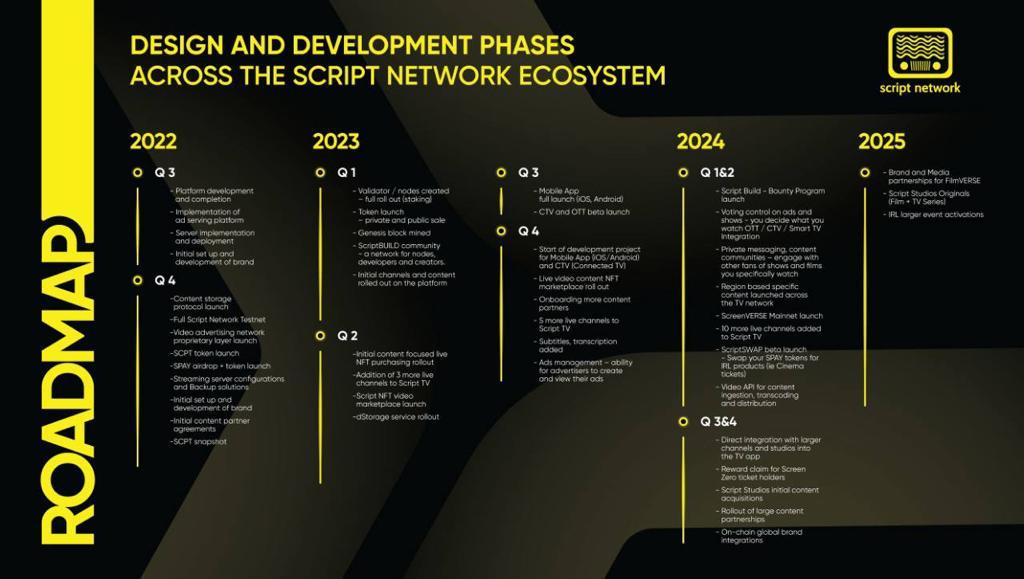 ROADMAP
DESIGN AND DEVELOPMENT PHASES
ACROSS THE SCRIPT NETWORK ECOSYSTEM
script network
2022
Q 3
- Platform development
and completion
- Implementation of
ad serving platform
- Server implementation
and deployment
- Initial set up and
development of brand
Q 4
-Content storage
protocol launch
-Full Script Network Testnet
-Video advertising network
proprietary layer launch
-SCPT token launch
-SPAY airdrop + token launch
-Streaming server configurations
and Backup solutions
-Initial set up and
development of brand
-Initial content partner
agreements
-SCPT snapshot
2023
Q 1
- Validator / nodes created
– full roll out (staking)
- Token launch
– private and public sale
- Genesis block mined
- ScriptBUILD community
– a network for nodes,
developers and creators.
- Initial channels and content
rolled out on the platform
Q 2
-Initial content focused live
NFT purchasing rollout
-Addition of 3 more live
channels to Script TV
-Script NFT video
marketplace launch
-dStorage service rollout
Q 3
- Mobile App
full launch (iOS, Android)
- CTV and OTT beta launch
Q 4
- Start of development project
for Mobile App (iOS/Android)
and CTV (Connected TV)
- Live video content NFT
marketplace roll out
- Onboarding more content
partners
- 5 more live channels to
Script TV
- Subtitles, transcription
added
- Ads management – ability
for advertisers to create
and view their ads
2024
Q 1&2
- Script Build - Bounty Program
launch
- Voting control on ads and
shows - you decide what you
watch OTT / CTV / Smart TV
Integration
- Private messaging, content
communities – engage with
other fans of shows and films
you specifically watch
- Region based specific
content launched across
the TV network
- ScreenVERSE Mainnet launch
- 10 more live channels added
to Script TV
- ScriptSWAP beta launch
- Swap your SPAY tokens for
IRL products (ie Cinema
tickets)
- Video API for content
ingestion, transcoding
and distribution
Q 3&4
- Direct integration with larger
channels and studios into
the TV app
- Reward claim for Screen
Zero ticket holders
- Script Studios initial content
acquisitions
- Rollout of large content
partnerships
- On-chain global brand
integrations
2025
- Brand and Media
partnerships for FilmVERSE
- Script Studios Originals
(Film + TV Series)
- IRL larger event activations